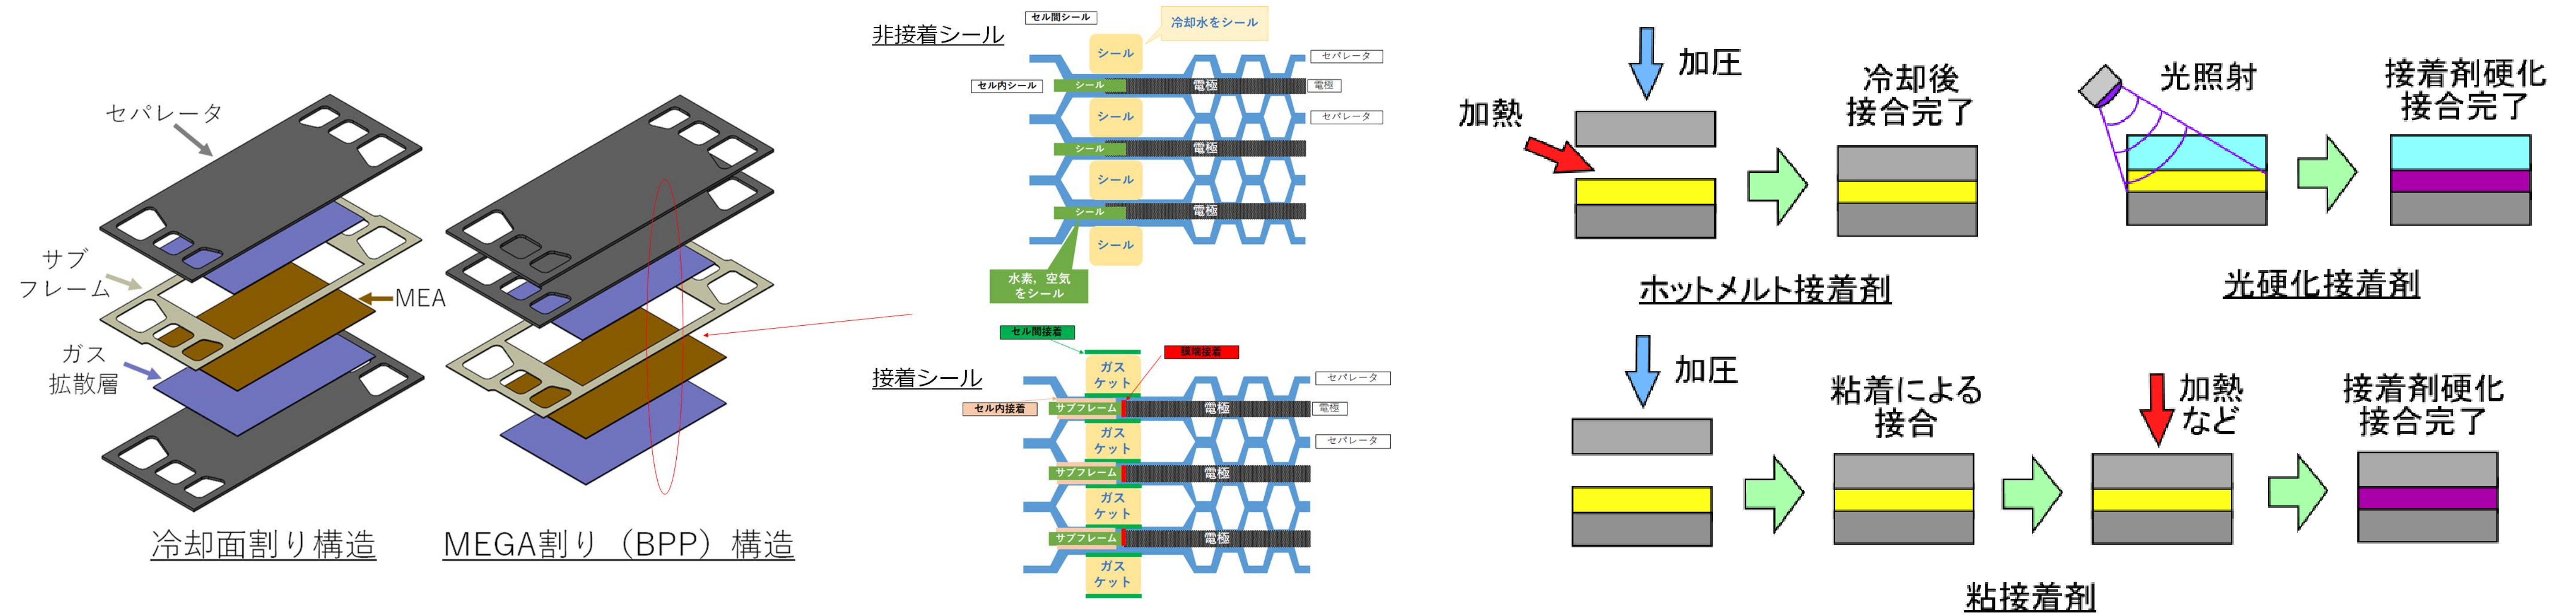 セパレータ
サブ
フレーム
MEA
ガス
拡散層
冷却面割り構造
MEGA割り（BPP）構造
非接着シール
セル間シール
冷却水をシール
シール
セパレータ
セル内シール
シール
電極
電極
シール
セパレータ
シール
電極
シール
シール
電極
シール
水素，空気
をシール
接着シール
セル間接着
膜端接着
ガス
ケット
セパレータ
セル内接着
サブフレーム
電極
電極
ガス
ケット
セパレータ
サブフレーム
電極
ガス
ケット
サブフレーム
電極
ガス
ケット
加圧
加熱
冷却後
接合完了
ホットメルト接着剤
光照射
接着剤硬化
接合完了
光硬化接着剤
加圧
粘着による
接合
加熱
など
接着剤硬化
接合完了
粘接着剤